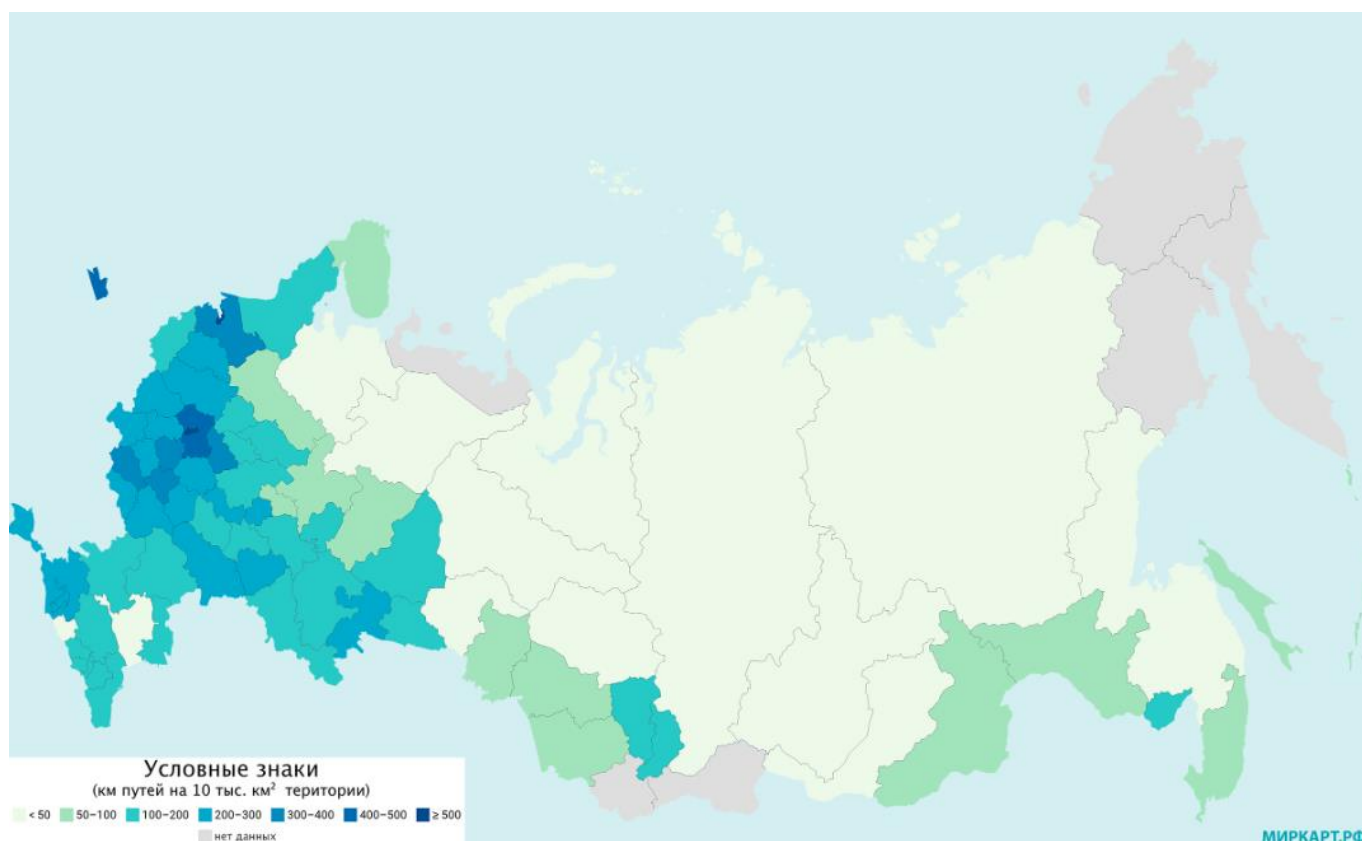 Условные знаки
(км путей на 10 тыс. км² територии)
< 50 50–100 100–200 200–300 300–400 400–500 ≥ 500
нет данных
МИРКАРТ.РФ